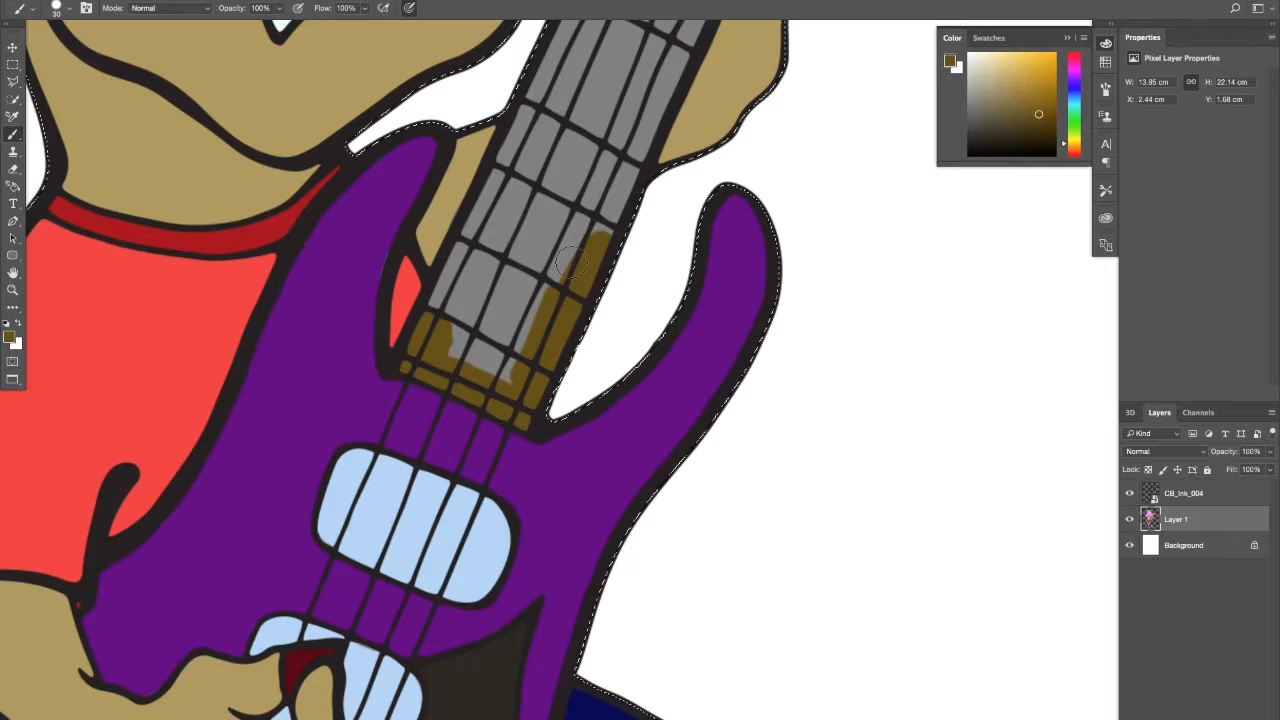 30 Mode: Normal Opacity: 100% Flow: 100%
Color Swatches
Properties
Pixel Layer Properties
W: 13.95 cm H: 22.14 cm
X: 2.44 cm Y: 1.68 cm
3D Layers Channels
Kind
Normal Opacity: 100%
Lock: Fill: 100%
CB_Ink_004
Layer 1
Background